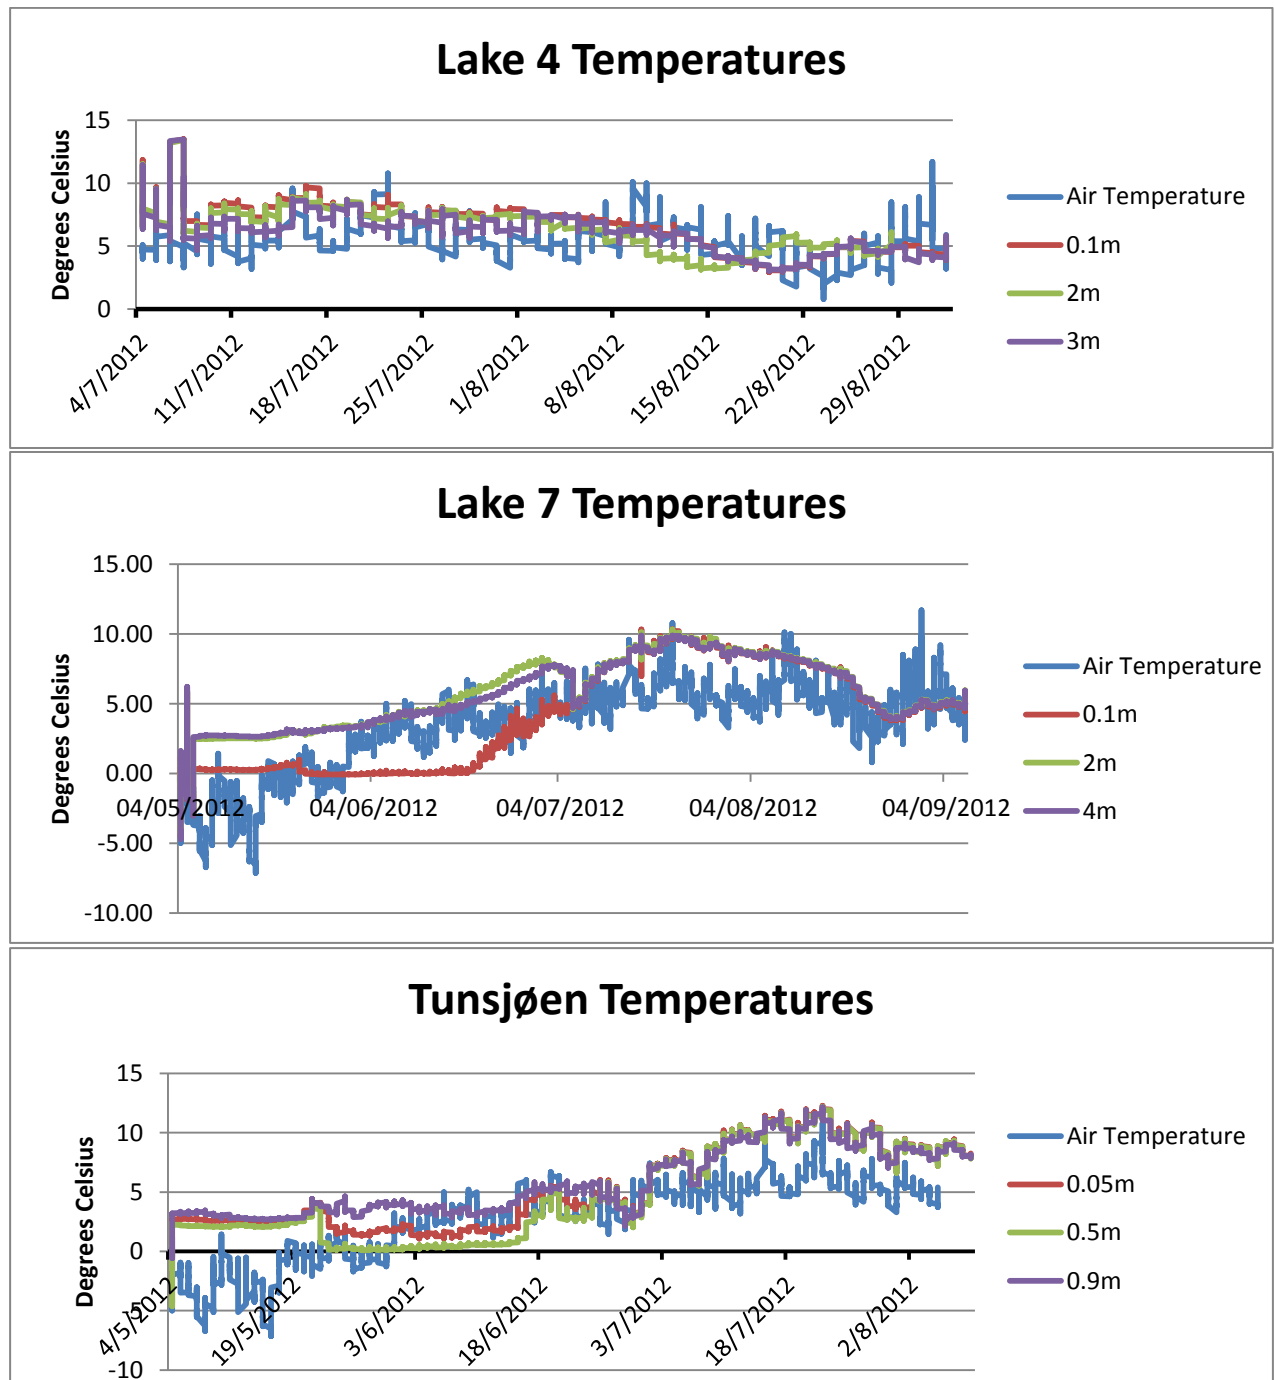 Lake 4 Temperatures
Degrees Celsius
15
10
5
0
4/7/2012
11/7/2012
18/7/2012
25/7/2012
1/8/2012
8/8/2012
15/8/2012
22/8/2012
29/8/2012
Air Temperature
0.1m
2m
3m
Lake 7 Temperatures
Degrees Celsius
15.00
10.00
5.00
0.00
-5.00
-10.00
04/05/2012
04/06/2012
04/07/2012
04/08/2012
04/09/2012
Air Temperature
0.1m
2m
4m
Tunsjøen Temperatures
Degrees Celsius
15
10
5
0
-5
-10
4/5/2012
19/5/2012
3/6/2012
18/6/2012
3/7/2012
18/7/2012
2/8/2012
Air Temperature
0.05m
0.5m
0.9m